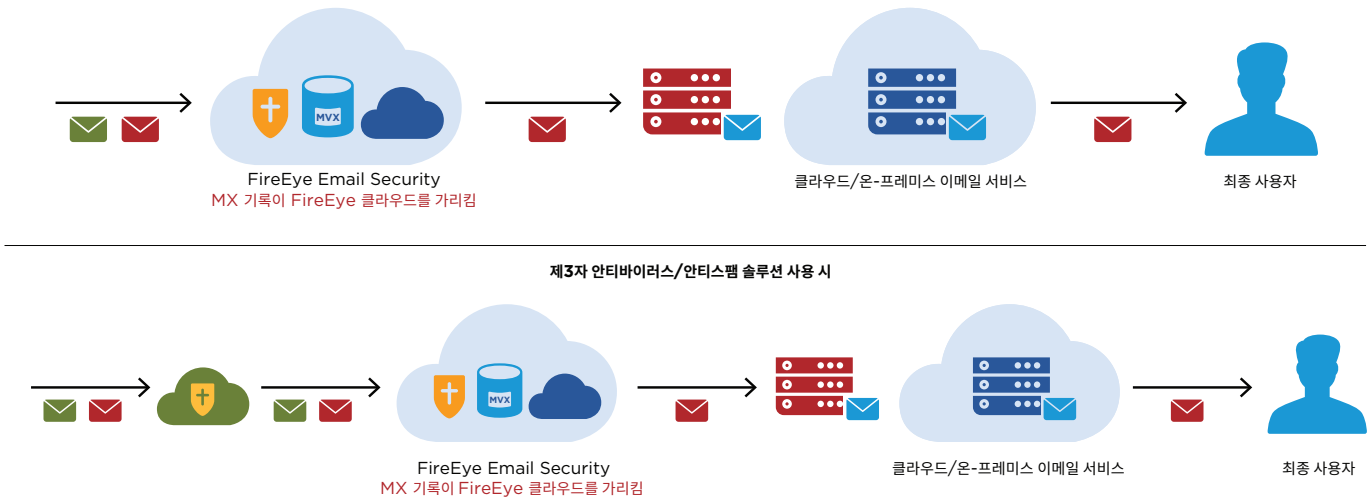 MVX
FireEye Email Security
MX 기록이 FireEye 클라우드를 가리킴
클라우드/온-프레미스 이메일 서비스
최종 사용자
제3자 안티바이러스/안티스팸 솔루션 사용 시
MVX
FireEye Email Security
MX 기록이 FireEye 클라우드를 가리킴
클라우드/온-프레미스 이메일 서비스
최종 사용자